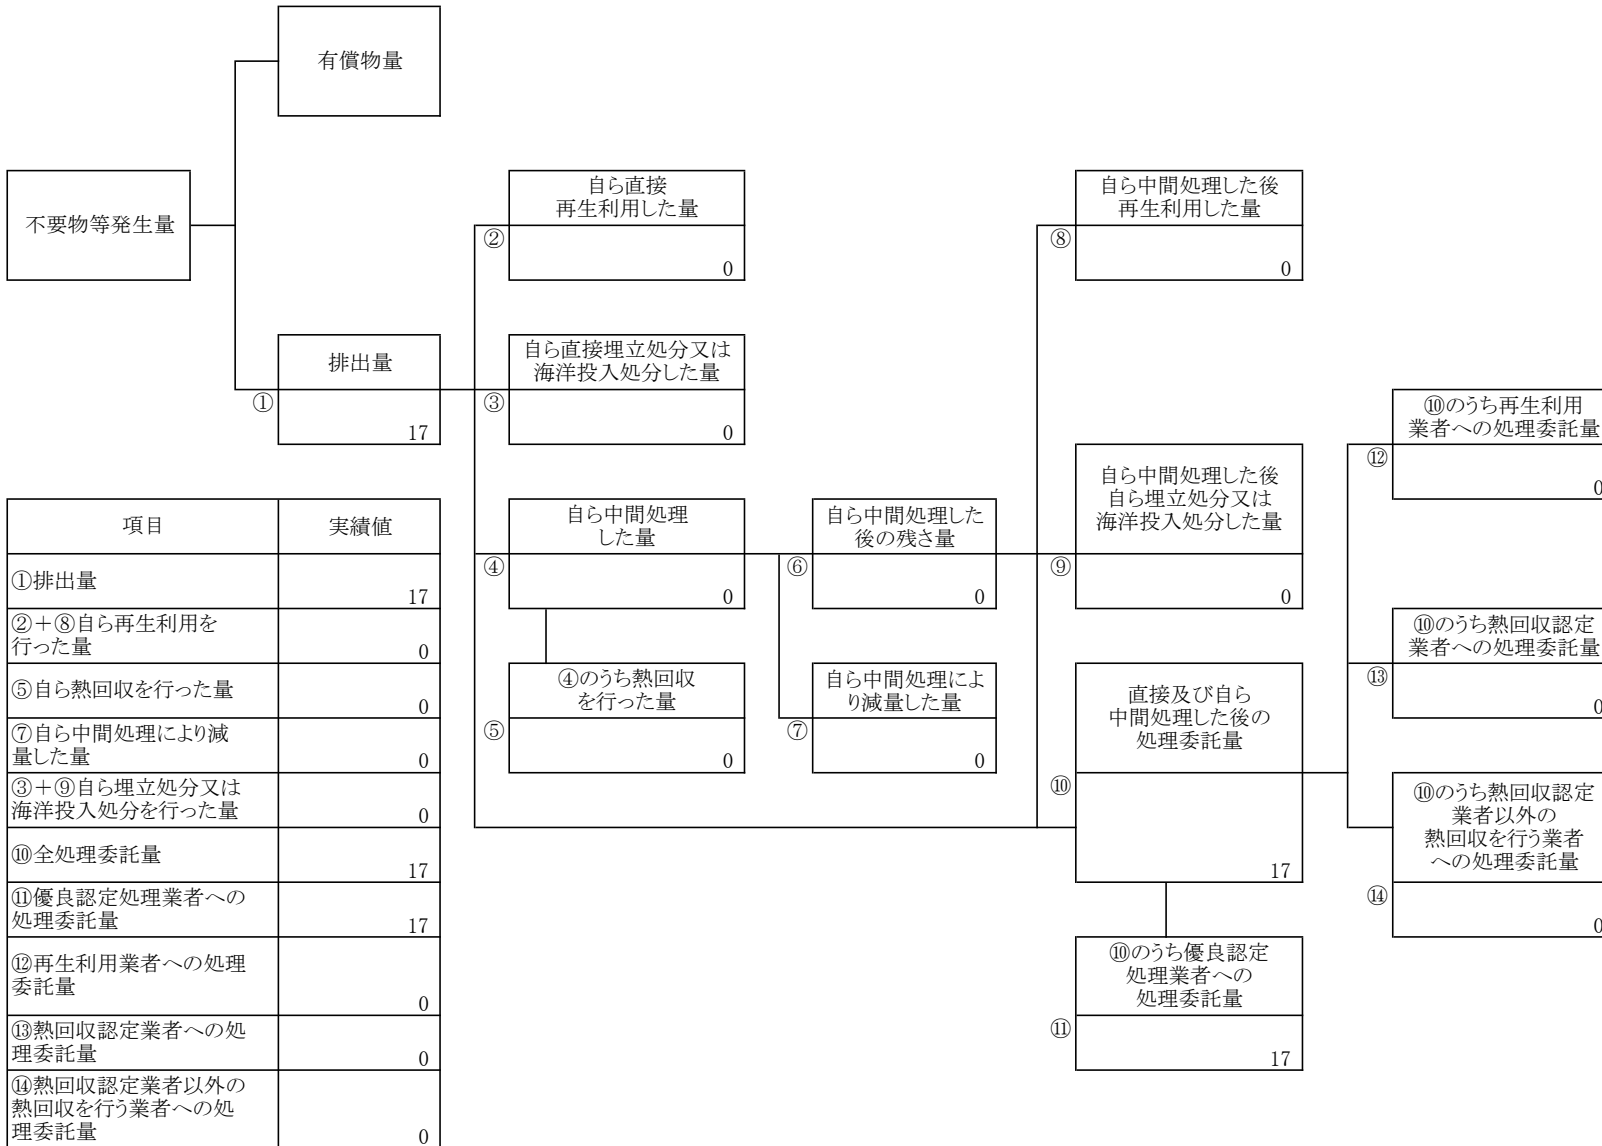 有償物量
不要物等発生量
排出量
①
17
自ら直接
再生利用した量
②
0
自ら直接埋立処分又は
海洋投入処分した量
③
0
自ら中間処理
した量
④
0
④のうち熱回収
を行った量
⑤
0
自ら中間処理した
後の残さ量
⑥
0
自ら中間処理によ
り減量した量
⑦
0
自ら中間処理した後
再生利用した量
⑧
0
自ら中間処理した後
自ら埋立処分又は
海洋投入処分した量
⑨
0
直接及び自ら
中間処理した後の
処理委託量
⑩
17
⑩のうち優良認定
処理業者への
処理委託量
⑪
17
⑩のうち再生利用
業者への処理委託量
⑫
0
⑩のうち熱回収認定
業者への処理委託量
⑬
0
⑩のうち熱回収認定
業者以外の
熱回収を行う業者
への処理委託量
⑭
0
項目 実績値
①排出量
17
②＋⑧自ら再生利用を
行った量
0
⑤自ら熱回収を行った量
0
⑦自ら中間処理により減
量した量
0
③＋⑨自ら埋立処分又は
海洋投入処分を行った量
0
⑩全処理委託量
17
⑪優良認定処理業者への
処理委託量
17
⑫再生利用業者への処理
委託量
0
⑬熱回収認定業者への処
理委託量
0
⑭熱回収認定業者以外の
熱回収を行う業者への処
理委託量
0